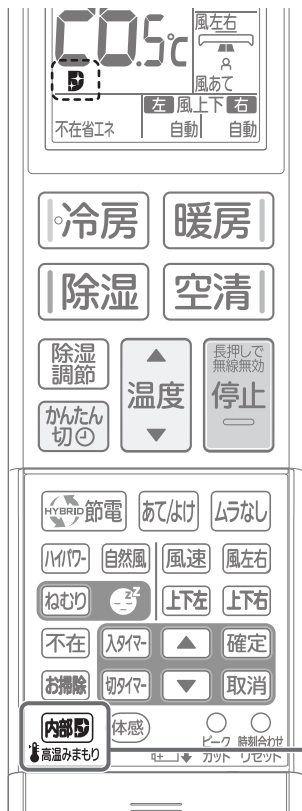 .5℃
風左右
風あて
左 風上下 右
不在省エネ 自動 自動
冷房 暖房
除湿 空清
除湿
調節
温度
長押しで
無線無効
停止
かんたん
切
HYBRID 節電 あて/よけ ムラなし
ハイパワー 自然風 風速 風左右
ねむり 上下左 上下右
不在 入タイマー ▲ 確定
お掃除 切タイマー ▼ 取消
内部 体感
高温みまもり
ピーク 時刻合わせ
カット リセット